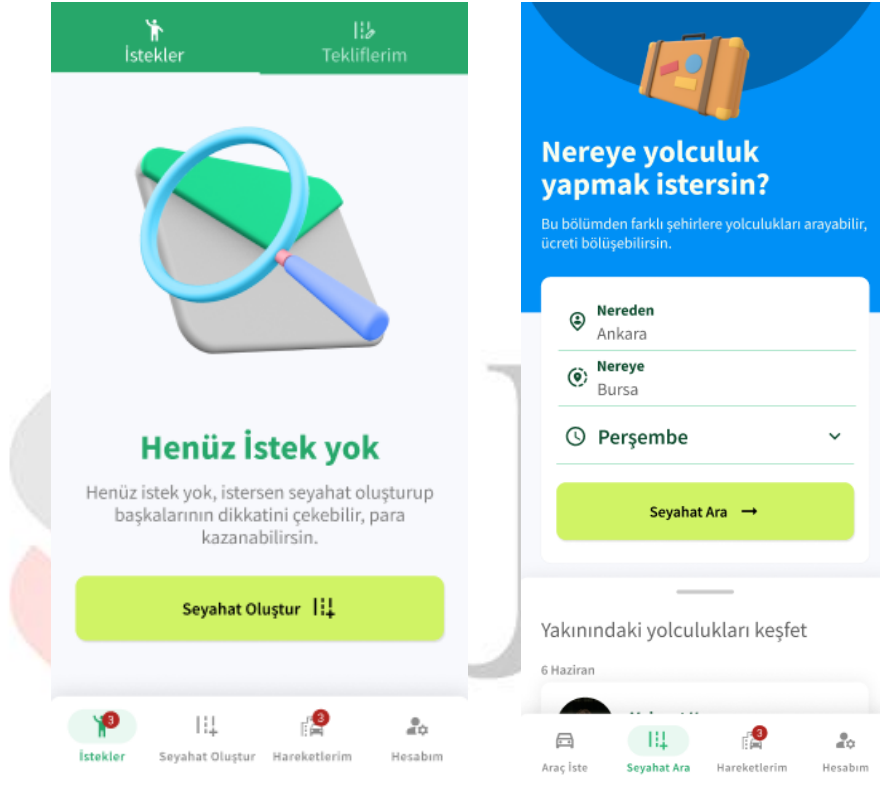 İstekler
Tekliflerim
Henüz İstek yok
Henüz istek yok, istersen seyahat oluşturup
başkalarının dikkatini çekebilir, para
kazanabilirsin.
Seyahat Oluştur
3
3
İstekler
Seyahat Oluştur
Hareketlerim
Hesabım
Nereye yolculuk
yapmak istersin?
Bu bölümden farklı şehirlere yolculukları arayabilir,
ücreti bölüşebilirsin.
Nereden
Ankara
Nereye
Bursa
Perşembe
Seyahat Ara
Yakınındaki yolculukları keşfet
6 Haziran
3
Araç İste
Seyahat Ara
Hareketlerim
Hesabım